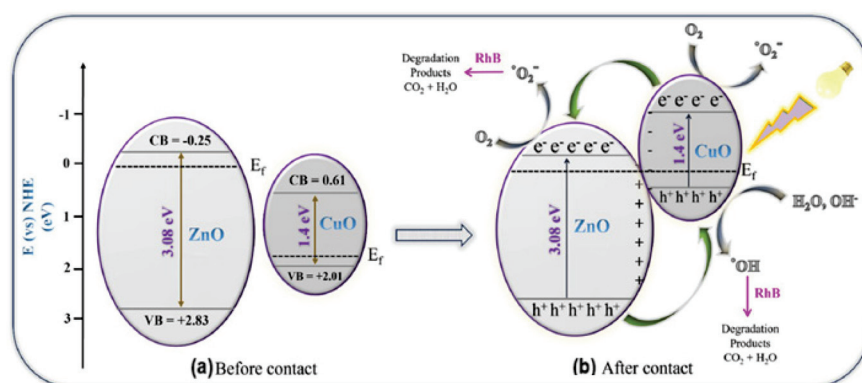 E (vs) NHE
(eV)
-1
0
1
2
3
CB = -0.25
E_f
3.08 eV
ZnO
VB = +2.83
CB = 0.61
1.4 eV
CuO
E_f
VB = +2.01
(a) Before contact
Degradation
Products
CO₂ + H₂O
RhB
•O₂⁻
O₂
e⁻ e⁻ e⁻ e⁻ e⁻
3.08 eV
ZnO
+
+
+
+
+
+
+
h⁺ h⁺ h⁺ h⁺ h⁺
O₂
•O₂⁻
e⁻ e⁻ e⁻ e⁻
-
-
-
-
1.4 eV
CuO
E_f
h⁺ h⁺ h⁺ h⁺
H₂O, OH⁻
•OH
RhB
Degradation
Products
CO₂ + H₂O
(b) After contact